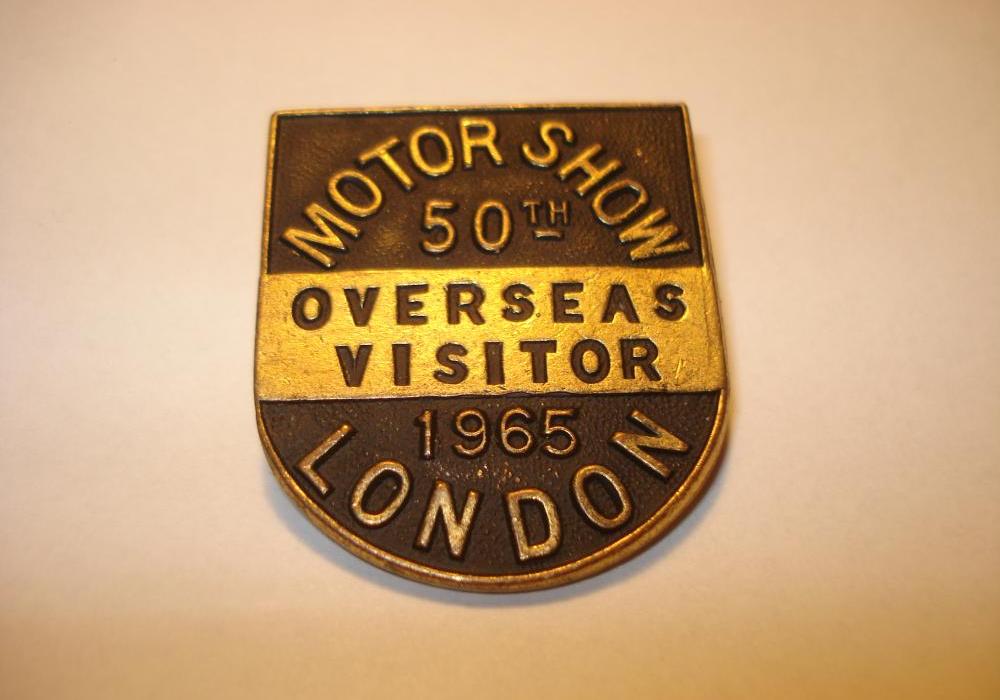 MOTOR SHOW
50TH
OVERSEAS
VISITOR
1965
LONDON